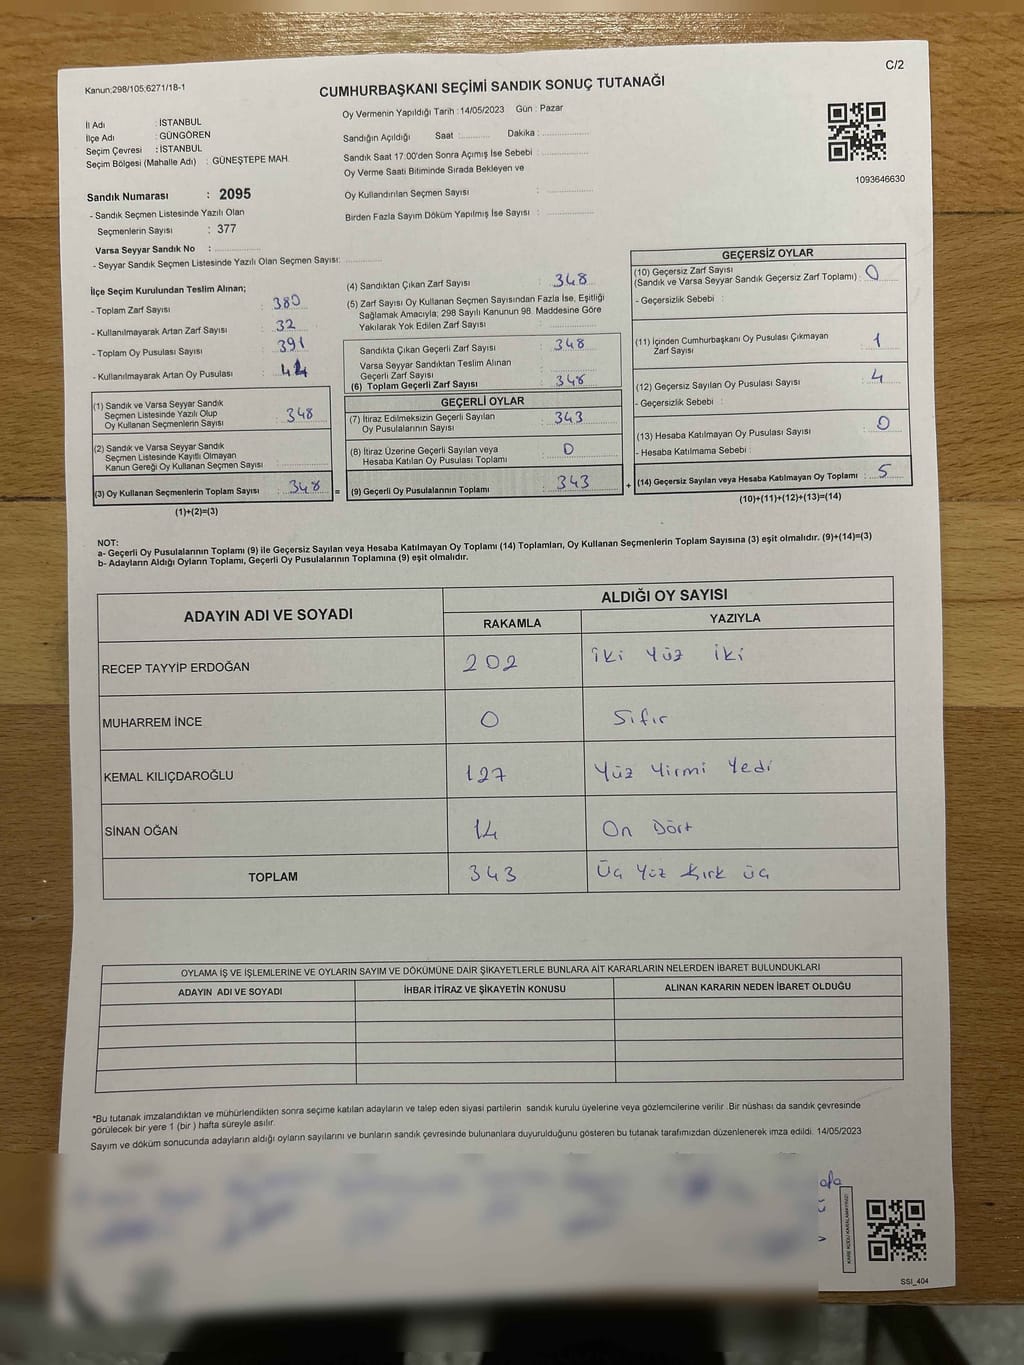 C/2
Kanun;298/105;6271/18-1
CUMHURBAŞKANI SEÇİMİ SANDIK SONUÇ TUTANAĞI
Oy Vermenin Yapıldığı Tarih :14/05/2023 Gün : Pazar
İl Adı : İSTANBUL
İlçe Adı : GÜNGÖREN
Seçim Çevresi : İSTANBUL
Seçim Bölgesi (Mahalle Adı) : GÜNEŞTEPE MAH.
Sandığın Açıldığı Saat :............ Dakika :................
Sandık Saat 17.00'den Sonra Açımış İse Sebebi :................
Oy Verme Saati Bitiminde Sırada Bekleyen ve
Oy Kullandırılan Seçmen Sayısı :................
Birden Fazla Sayım Döküm Yapılmış İse Sayısı :................
1093646630
Sandık Numarası : 2095
- Sandık Seçmen Listesinde Yazılı Olan
Seçmenlerin Sayısı : 377
Varsa Seyyar Sandık No :................
- Seyyar Sandık Seçmen Listesinde Yazılı Olan Seçmen Sayısı: ............
İlçe Seçim Kurulundan Teslim Alınan;
- Toplam Zarf Sayısı : 380
- Kullanılmayarak Artan Zarf Sayısı : 32
- Toplam Oy Pusulası Sayısı : 391
- Kullanılmayarak Artan Oy Pusulası :
(1) Sandık ve Varsa Seyyar Sandık
Seçmen Listesinde Yazılı Olup
Oy Kullanan Seçmenlerin Sayısı : 348
(2) Sandık ve Varsa Seyyar Sandık
Seçmen Listesinde Kayıtlı Olmayan
Kanun Gereği Oy Kullanan Seçmen Sayısı :............
(3) Oy Kullanan Seçmenlerin Toplam Sayısı : 348
(1)+(2)=(3)
(4) Sandıktan Çıkan Zarf Sayısı : 348
(5) Zarf Sayısı Oy Kullanan Seçmen Sayısından Fazla İse, Eşitliği
Sağlamak Amacıyla; 298 Sayılı Kanunun 98. Maddesine Göre
Yakılarak Yok Edilen Zarf Sayısı :............
Sandıkta Çıkan Geçerli Zarf Sayısı : 348
Varsa Seyyar Sandıktan Teslim Alınan
Geçerli Zarf Sayısı :............
(6) Toplam Geçerli Zarf Sayısı : 348
GEÇERLİ OYLAR
(7) İtiraz Edilmeksizin Geçerli Sayılan
Oy Pusulalarının Sayısı : 343
(8) İtiraz Üzerine Geçerli Sayılan veya
Hesaba Katılan Oy Pusulası Toplamı : 0
= (9) Geçerli Oy Pusulalarının Toplamı : 343
GEÇERSİZ OYLAR
(10) Geçersiz Zarf Sayısı
(Sandık ve Varsa Seyyar Sandık Geçersiz Zarf Toplamı) : 0
- Geçersizlik Sebebi :
(11) İçinden Cumhurbaşkanı Oy Pusulası Çıkmayan
Zarf Sayısı : 1
(12) Geçersiz Sayılan Oy Pusulası Sayısı : 4
- Geçersizlik Sebebi :
(13) Hesaba Katılmayan Oy Pusulası Sayısı : 0
- Hesaba Katılmama Sebebi :
+ (14) Geçersiz Sayılan veya Hesaba Katılmayan Oy Toplamı : 5
(10)+(11)+(12)+(13)=(14)
NOT:
a- Geçerli Oy Pusulalarının Toplamı (9) ile Geçersiz Sayılan veya Hesaba Katılmayan Oy Toplamı (14) Toplamları, Oy Kullanan Seçmenlerin Toplam Sayısına (3) eşit olmalıdır. (9)+(14)=(3)
b- Adayların Aldığı Oyların Toplamı, Geçerli Oy Pusulalarının Toplamına (9) eşit olmalıdır.
ADAYIN ADI VE SOYADI ALDIĞI OY SAYISI
RAKAMLA YAZIYLA
RECEP TAYYİP ERDOĞAN 202 İki Yüz iki
MUHARREM İNCE 0 Sıfır
KEMAL KILIÇDAROĞLU 127 Yüz Yirmi Yedi
SİNAN OĞAN 14 On Dört
TOPLAM 343 Üç Yüz Kırk üç
OYLAMA İŞ VE İŞLEMLERİNE VE OYLARIN SAYIM VE DÖKÜMÜNE DAİR ŞİKAYETLERLE BUNLARA AİT KARARLARIN NELERDEN İBARET BULUNDUKLARI
ADAYIN ADI VE SOYADI İHBAR İTİRAZ VE ŞİKAYETİN KONUSU ALINAN KARARIN NEDEN İBARET OLDUĞU
*Bu tutanak imzalandıktan ve mühürlendikten sonra seçime katılan adayların ve talep eden siyasi partilerin sandık kurulu üyelerine veya gözlemcilerine verilir .Bir nüshası da sandık çevresinde
görülecek bir yere 1 (bir ) hafta süreyle asılır.
Sayım ve döküm sonucunda adayların aldığı oyların sayılarını ve bunların sandık çevresinde bulunanlara duyurulduğunu gösteren bu tutanak tarafımızdan düzenlenerek imza edildi. 14/05/2023
KARE KODU KARALAMAYINIZ!
SSI_404